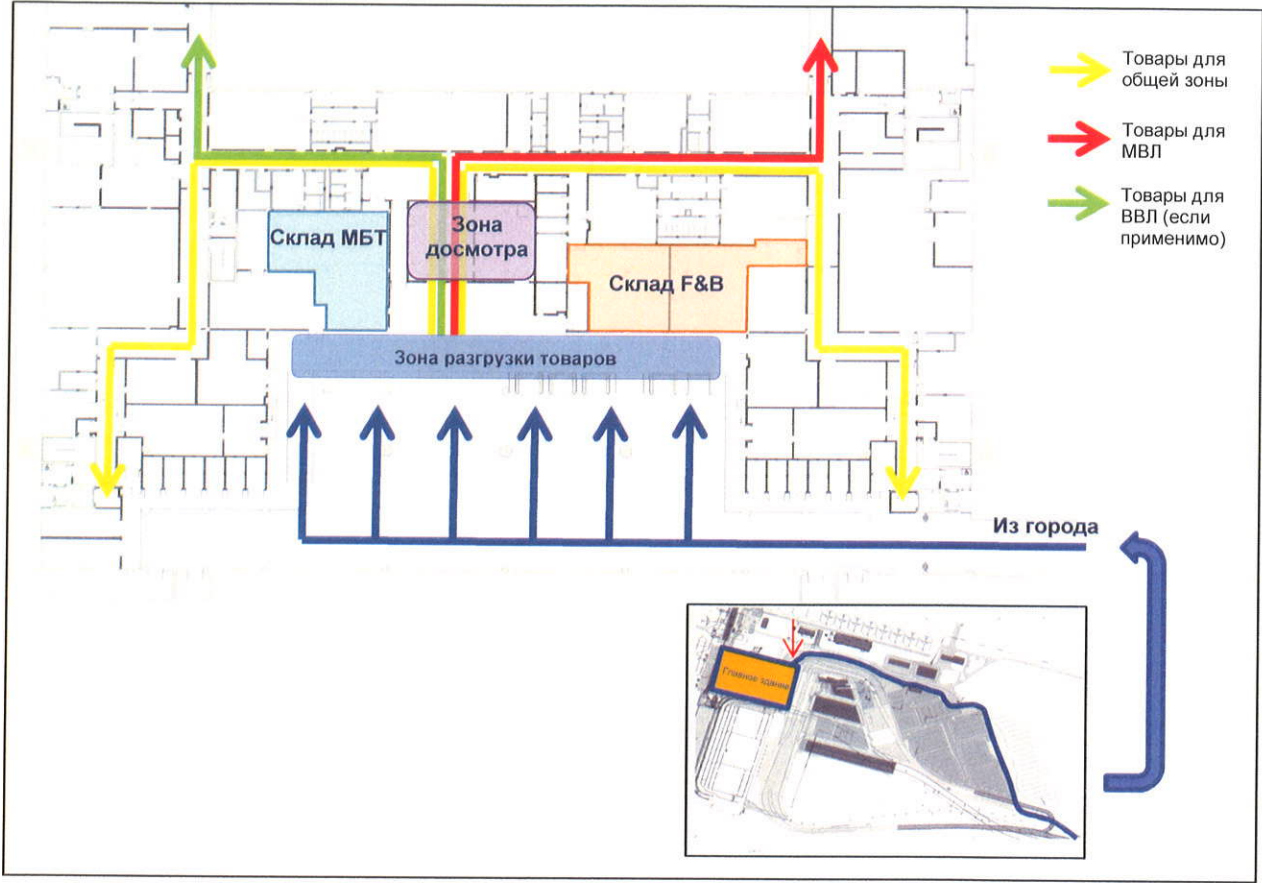 Товары для
общей зоны
Товары для
МВЛ
Товары для
ВВЛ (если
применимо)
Склад МБТ
Зона
досмотра
Склад F&B
Зона разгрузки товаров
Из города
Главное здание